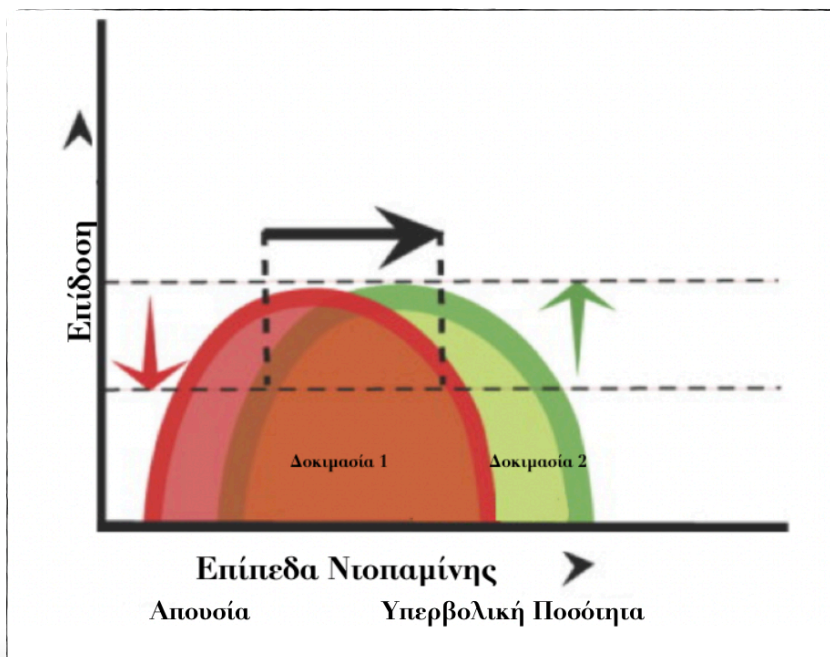 Επίδοση
Δοκιμασία 1
Δοκιμασία 2
Επίπεδα Ντοπαμίνης
Απουσία
Υπερβολική Ποσότητα